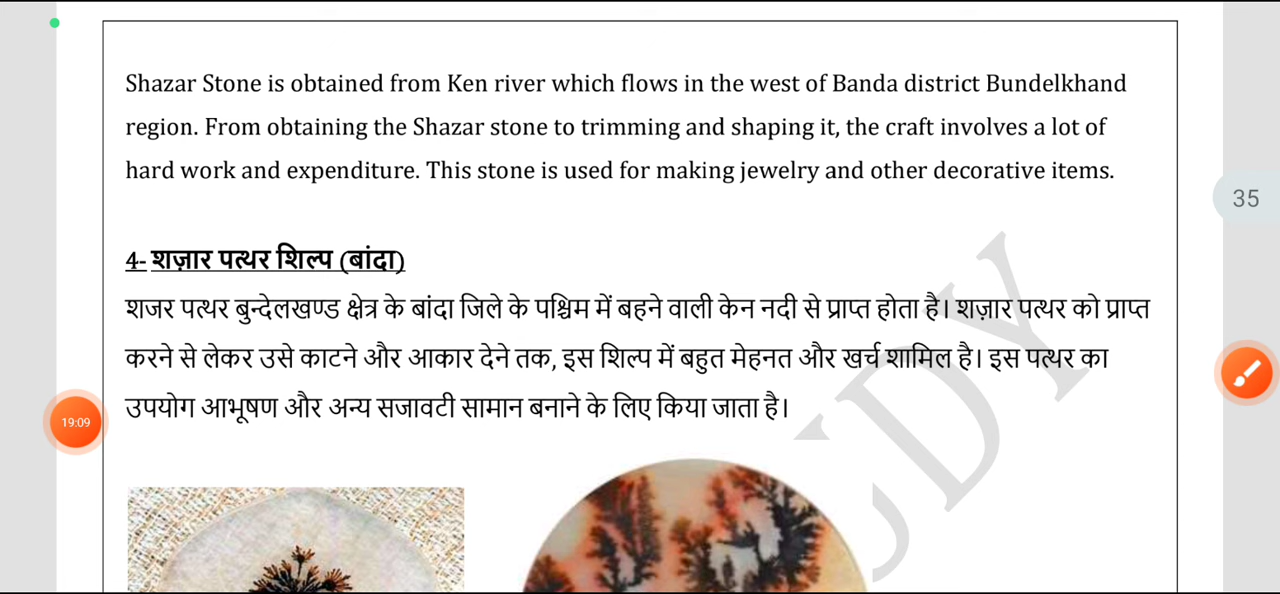 Shazar Stone is obtained from Ken river which flows in the west of Banda district Bundelkhand
region. From obtaining the Shazar stone to trimming and shaping it, the craft involves a lot of
hard work and expenditure. This stone is used for making jewelry and other decorative items.
35
4- शज़ार पत्थर शिल्प (बांदा)
शजर पत्थर बुन्देलखण्ड क्षेत्र के बांदा जिले के पश्चिम में बहने वाली केन नदी से प्राप्त होता है। शज़ार पत्थर को प्राप्त
करने से लेकर उसे काटने और आकार देने तक, इस शिल्प में बहुत मेहनत और खर्च शामिल है। इस पत्थर का
उपयोग आभूषण और अन्य सजावटी सामान बनाने के लिए किया जाता है।
19:09
UDY